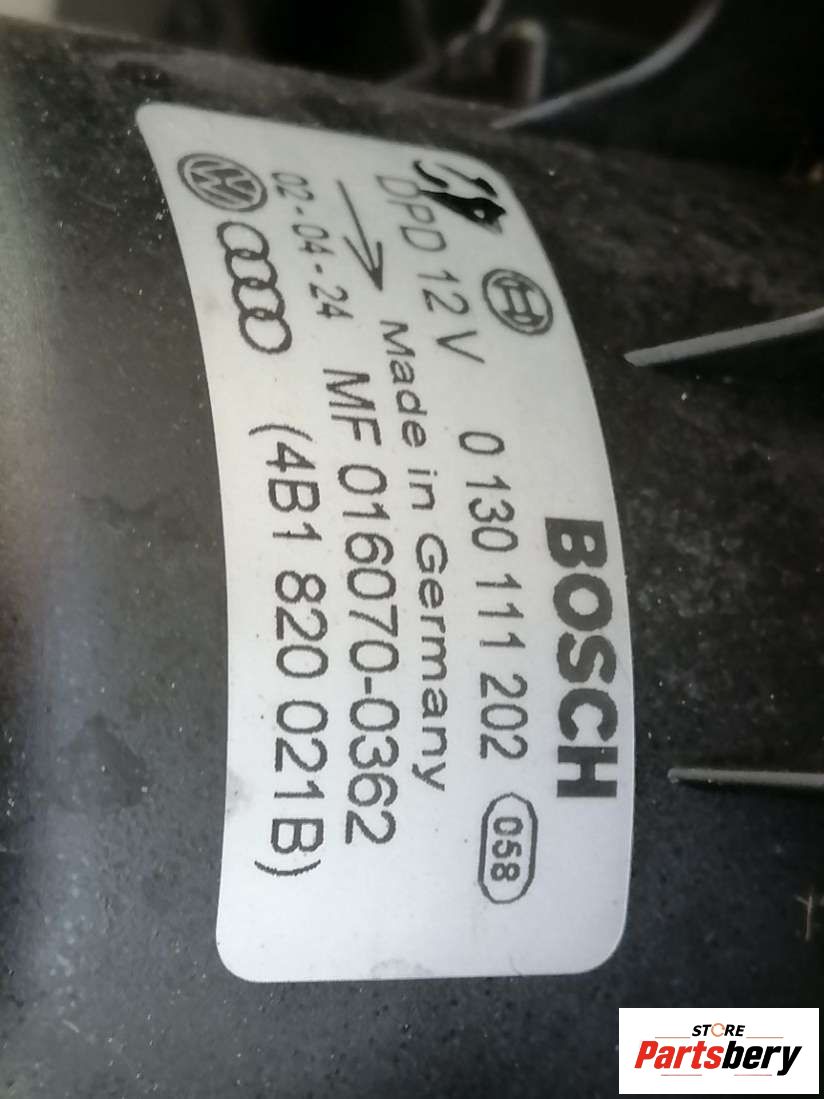 BOSCH
0 130 111 202
058
DPD 12 V
Made in Germany
02-04-24
MF 016070-0362
(4B1 820 021B)
STORE
Partsbery